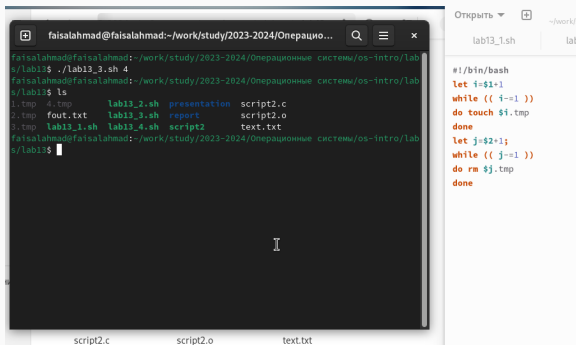 faisalahmad@faisalahmad:~/work/study/2023-2024/Операцио...
faisalahmad@faisalahmad:~/work/study/2023-2024/Операционные системы/os-intro/lab
s/lab13$ ./lab13_3.sh 4
faisalahmad@faisalahmad:~/work/study/2023-2024/Операционные системы/os-intro/lab
s/lab13$ ls
1.tmp 4.tmp lab13_2.sh presentation script2.c
2.tmp fout.txt lab13_3.sh report script2.o
3.tmp lab13_1.sh lab13_4.sh script2 text.txt
faisalahmad@faisalahmad:~/work/study/2023-2024/Операционные системы/os-intro/lab
s/lab13$
script2.c script2.o text.txt
Открыть
~/work/
lab13_1.sh lab
#!/bin/bash
let i=$1+1
while (( i-=1 ))
do touch $i.tmp
done
let j=$2+1;
while (( j-=1 ))
do rm $j.tmp
done